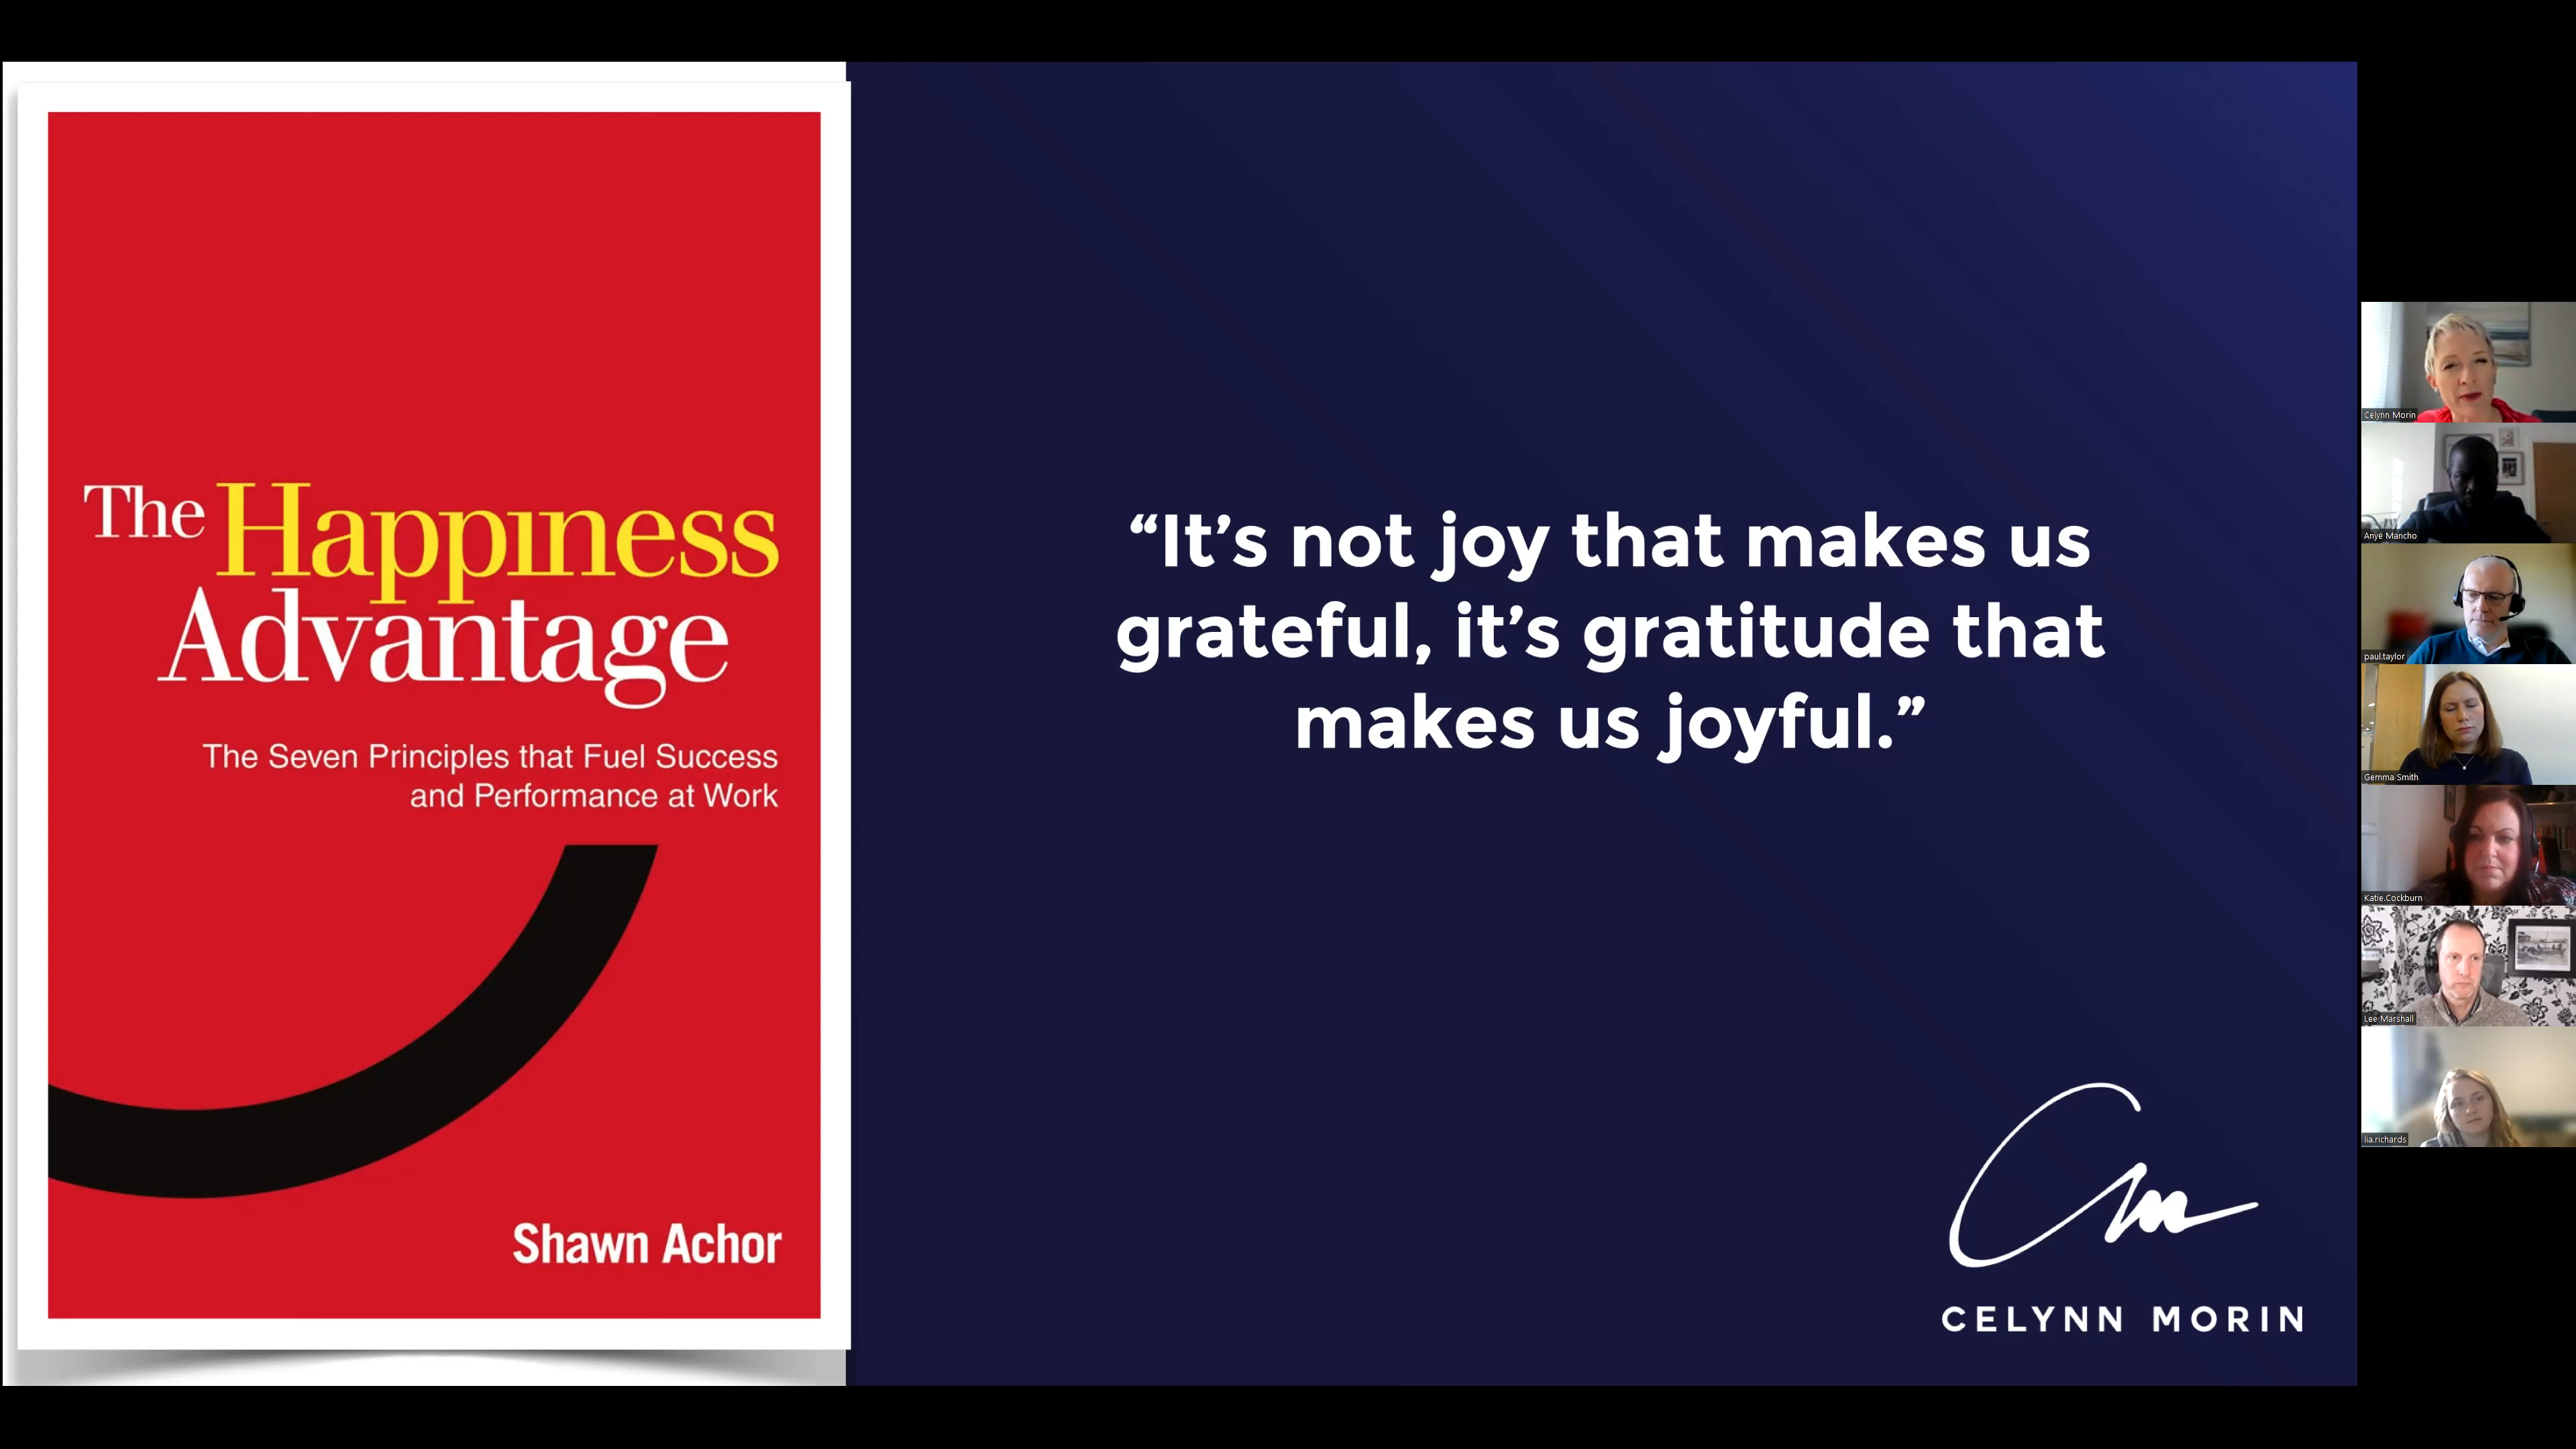 The Happiness
Advantage
The Seven Principles that Fuel Success
and Performance at Work
Shawn Achor
“It’s not joy that makes us
grateful, it’s gratitude that
makes us joyful.”
CELYNN MORIN
Celynn Morin
Anye Mancho
paul.taylor
Gemma Smith
Katie.Cockburn
Lee Marshall
lia.richards